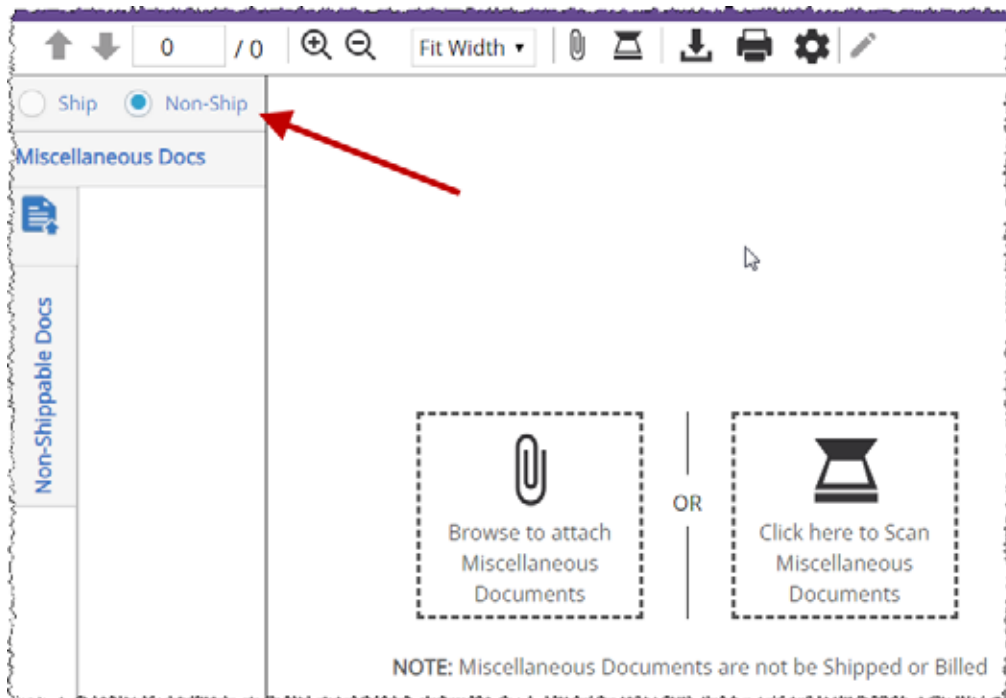 0 / 0 Fit Width
Ship Non-Ship
Miscellaneous Docs
Non-Shippable Docs
Browse to attach
Miscellaneous
Documents
OR
Click here to Scan
Miscellaneous
Documents
NOTE: Miscellaneous Documents are not be Shipped or Billed